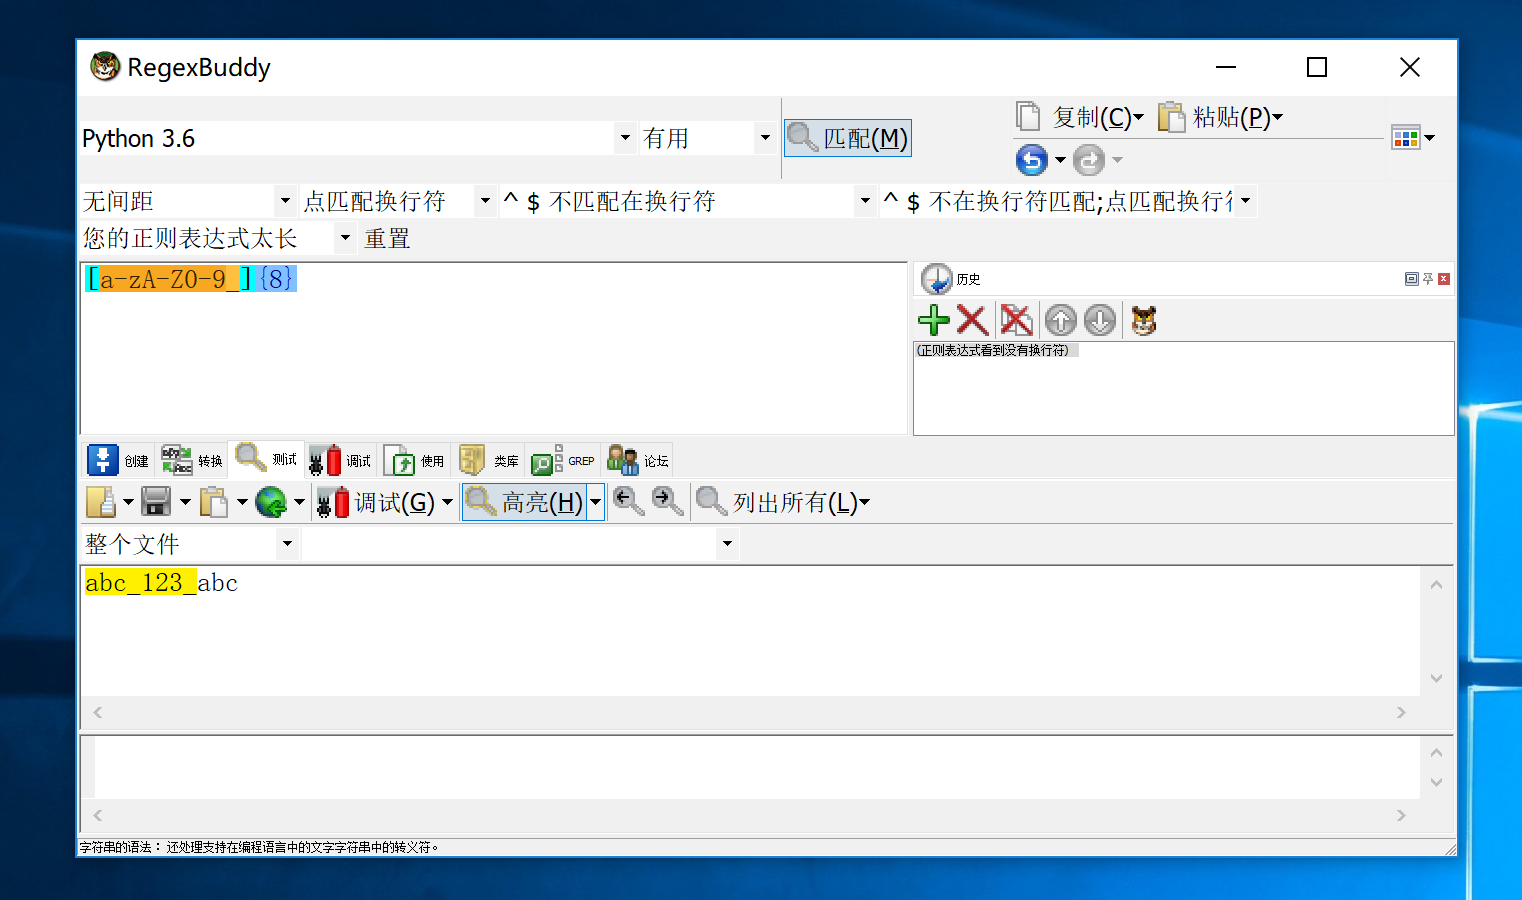 RegexBuddy
Python 3.6 有用 匹配(M) 复制(C) 粘贴(P)
无间距 点匹配换行符 ^ $ 不匹配在换行符 ^ $ 不在换行符匹配;点匹配换行
您的正则表达式太长 重置
[a-zA-Z0-9_]{8}
历史
(正则表达式看到没有换行符)
创建 转换 测试 调试 使用 类库 GREP 论坛
调试(G) 高亮(H) 列出所有(L)
整个文件
abc_123_abc
字符串的语法： 还处理支持在编程语言中的文字字符串中的转义符。